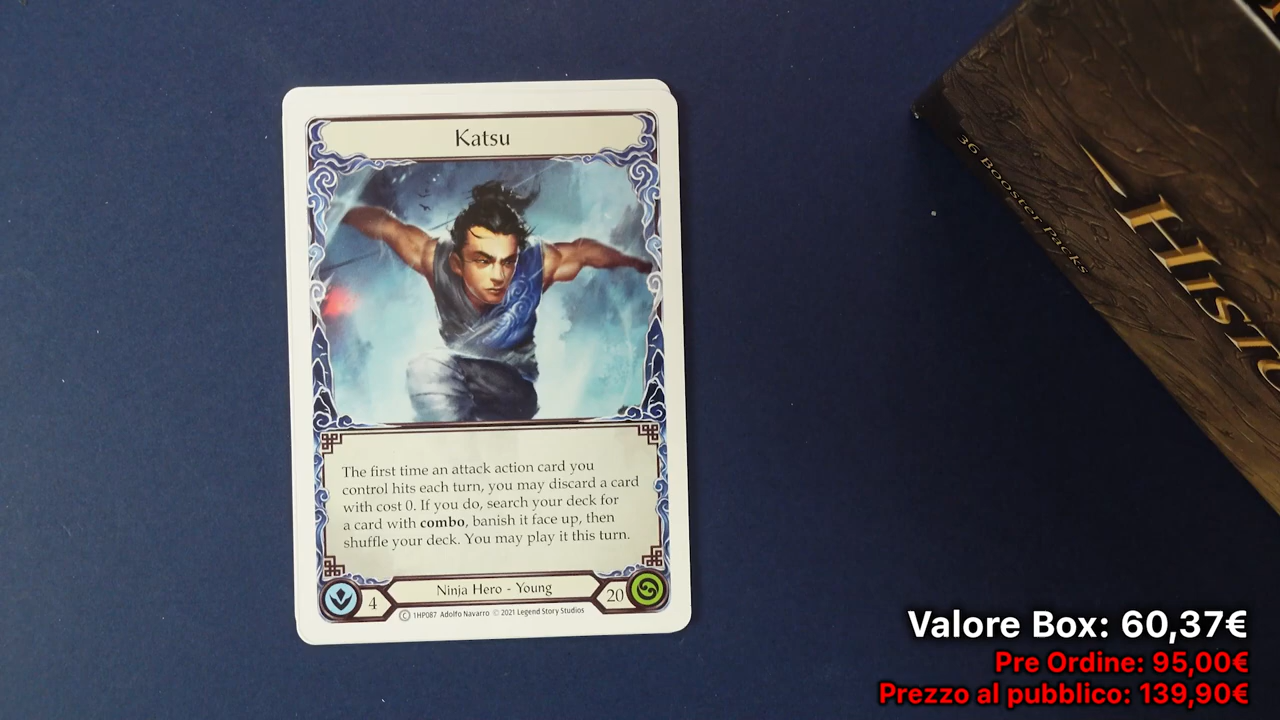 Katsu
The first time an attack action card you
control hits each turn, you may discard a card
with cost 0. If you do, search your deck for
a card with combo, banish it face up, then
shuffle your deck. You may play it this turn.
Ninja Hero - Young
4
20
C 1HP087 Adolfo Navarro © 2021 Legend Story Studios
36 Booster Packs
HISTO
Valore Box: 60,37€
Pre Ordine: 95,00€
Prezzo al pubblico: 139,90€